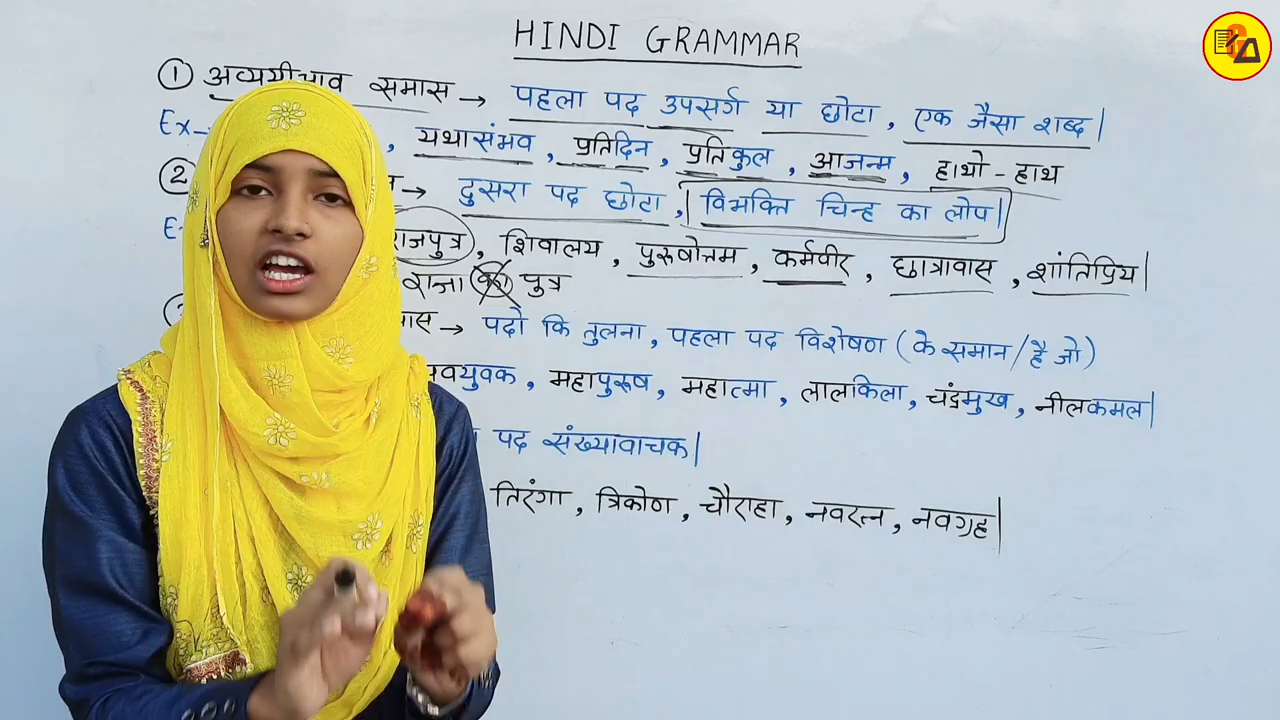 HINDI GRAMMAR
① अव्ययीभाव समास → पहला पद उपसर्ग या छोटा, एक जैसा शब्द|
Ex- , यथासंभव, प्रतिदिन, प्रतिकुल, आजन्म, हाथो - हाथ
② → दुसरा पद छोटा, |विभक्ति चिन्ह का लोप|
राजपुत्र, शिवालय, पुरूषोत्तम, कर्मवीर, छात्रावास, शांतिप्रिय|
राजा का पुत्र
→ पदो कि तुलना, पहला पद विशेषण (के समान/है जो)
नवयुवक, महापुरूष, महात्मा, लालकिला, चंद्रमुख, नीलकमल|
पद संख्यावाचक|
तिरंगा, त्रिकोण, चौराहा, नवरत्न, नवग्रह|